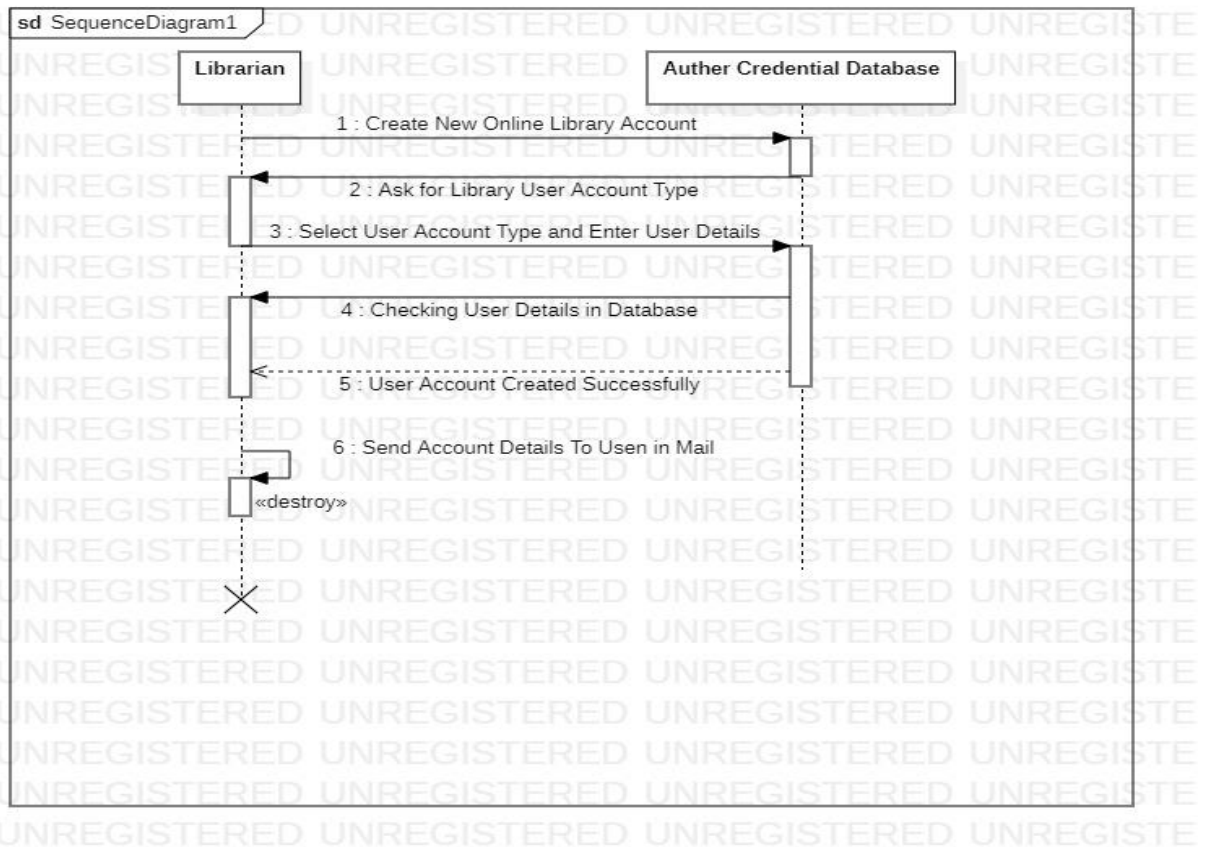 sd SequenceDiagram1
Librarian
Auther Credential Database
1 : Create New Online Library Account
2 : Ask for Library User Account Type
3 : Select User Account Type and Enter User Details
4 : Checking User Details in Database
5 : User Account Created Successfully
6 : Send Account Details To Usen in Mail
«destroy»
UNREGISTERED